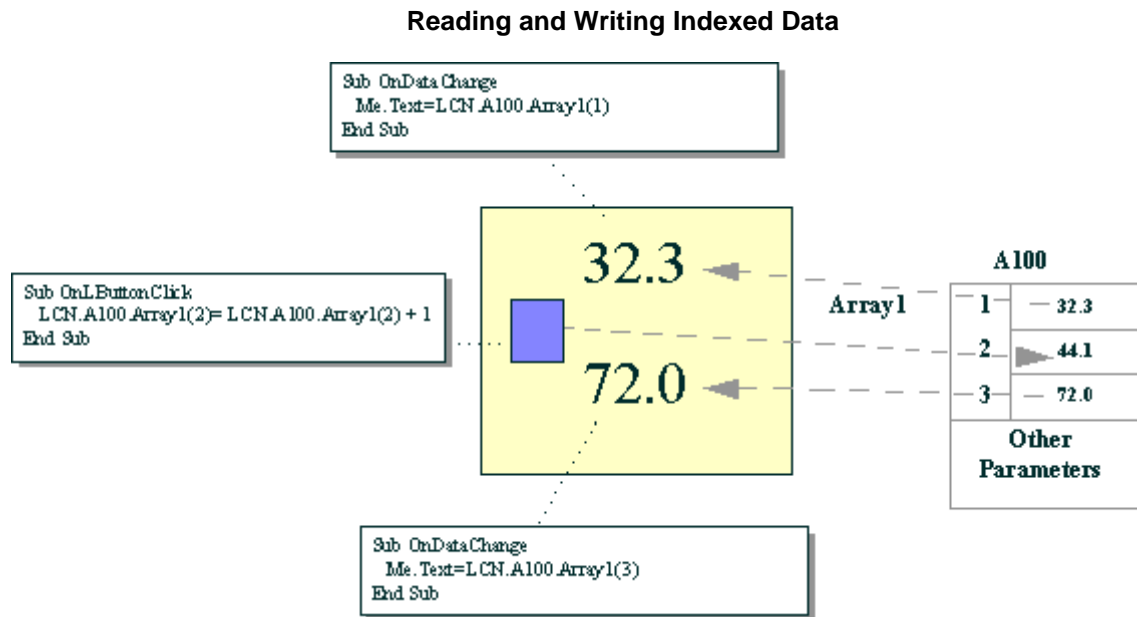 Reading and Writing Indexed Data
Sub OnDataChange
Me.Text=LCN.A100.Array1(1)
End Sub
Sub OnLButtonClick
LCN.A100.Array1(2)= LCN.A100.Array1(2) + 1
End Sub
32.3
72.0
Array1
A100
1 32.3
2 44.1
3 72.0
Other
Parameters
Sub OnDataChange
Me.Text=LCN.A100.Array1(3)
End Sub